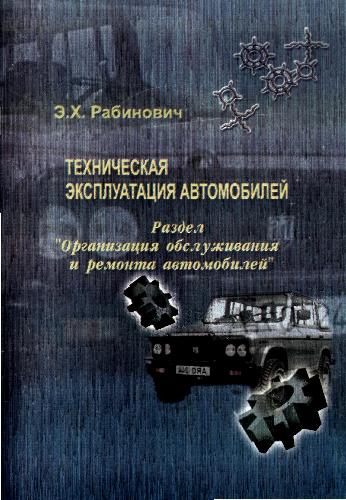 Э.Х. Рабинович
ТЕХНИЧЕСКАЯ
ЭКСПЛУАТАЦИЯ АВТОМОБИЛЕЙ
Раздел
"Организация обслуживания
и ремонта автомобилей"